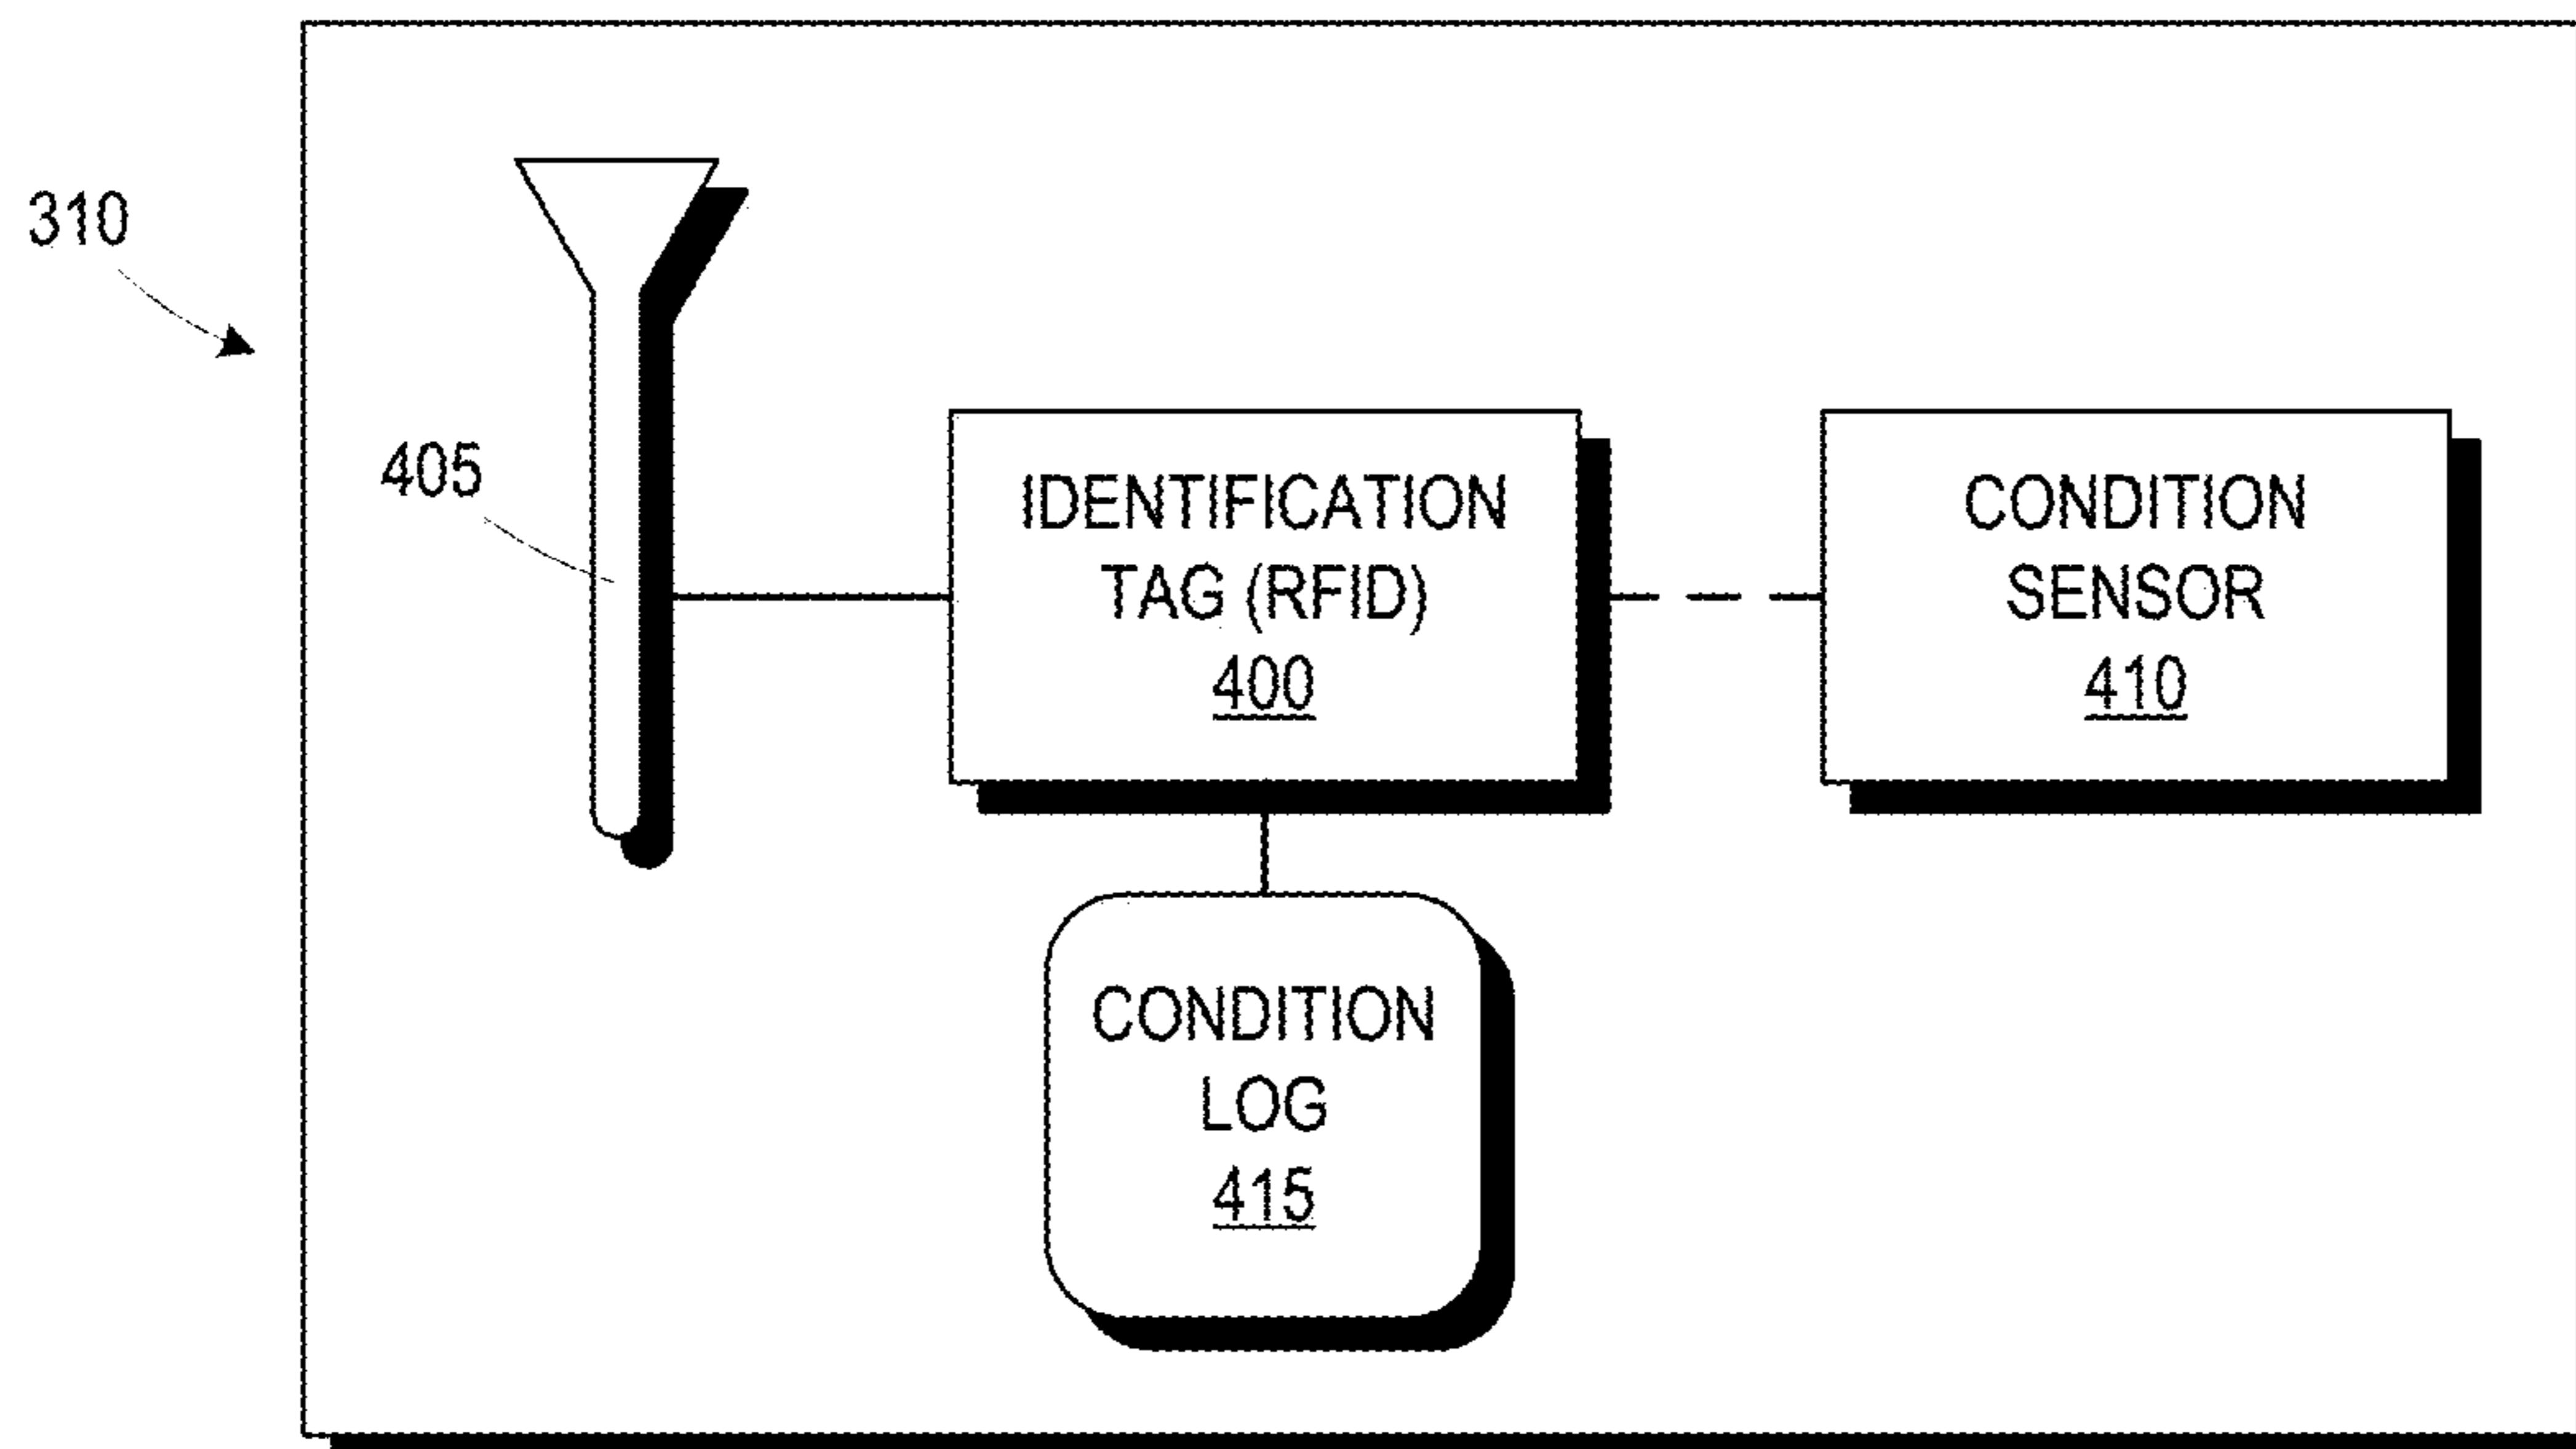 310
405
IDENTIFICATION
TAG (RFID)
400
CONDITION
SENSOR
410
CONDITION
LOG
415